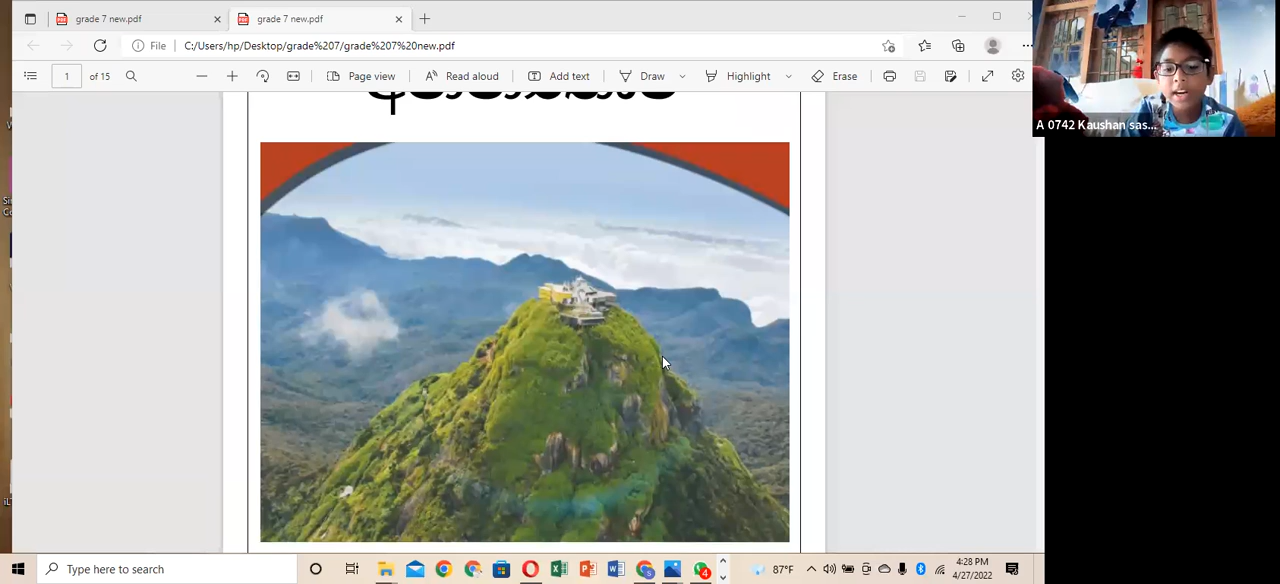 grade 7 new.pdf
grade 7 new.pdf
File
C:/Users/hp/Desktop/grade%207/grade%207%20new.pdf
1 of 15
Page view
Read aloud
Add text
Draw
Highlight
Erase
A 0742 Kaushan sas...
Type here to search
4
87°F
4:28 PM
4/27/2022